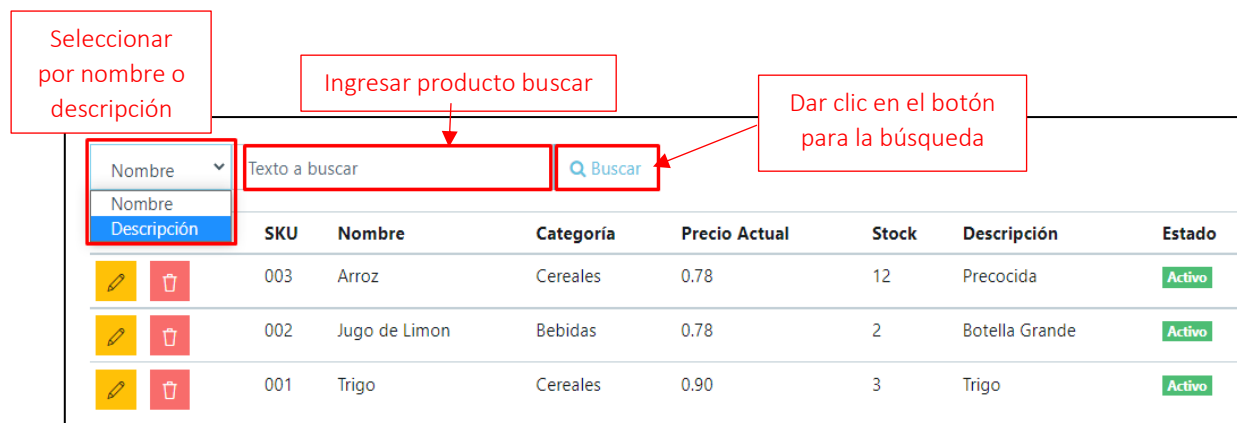 Seleccionar
por nombre o
descripción
Ingresar producto buscar
Dar clic en el botón
para la búsqueda
Nombre Texto a buscar Buscar
Nombre
Descripción
SKU Nombre Categoría Precio Actual Stock Descripción Estado
003 Arroz Cereales 0.78 12 Precocida Activo
002 Jugo de Limon Bebidas 0.78 2 Botella Grande Activo
001 Trigo Cereales 0.90 3 Trigo Activo